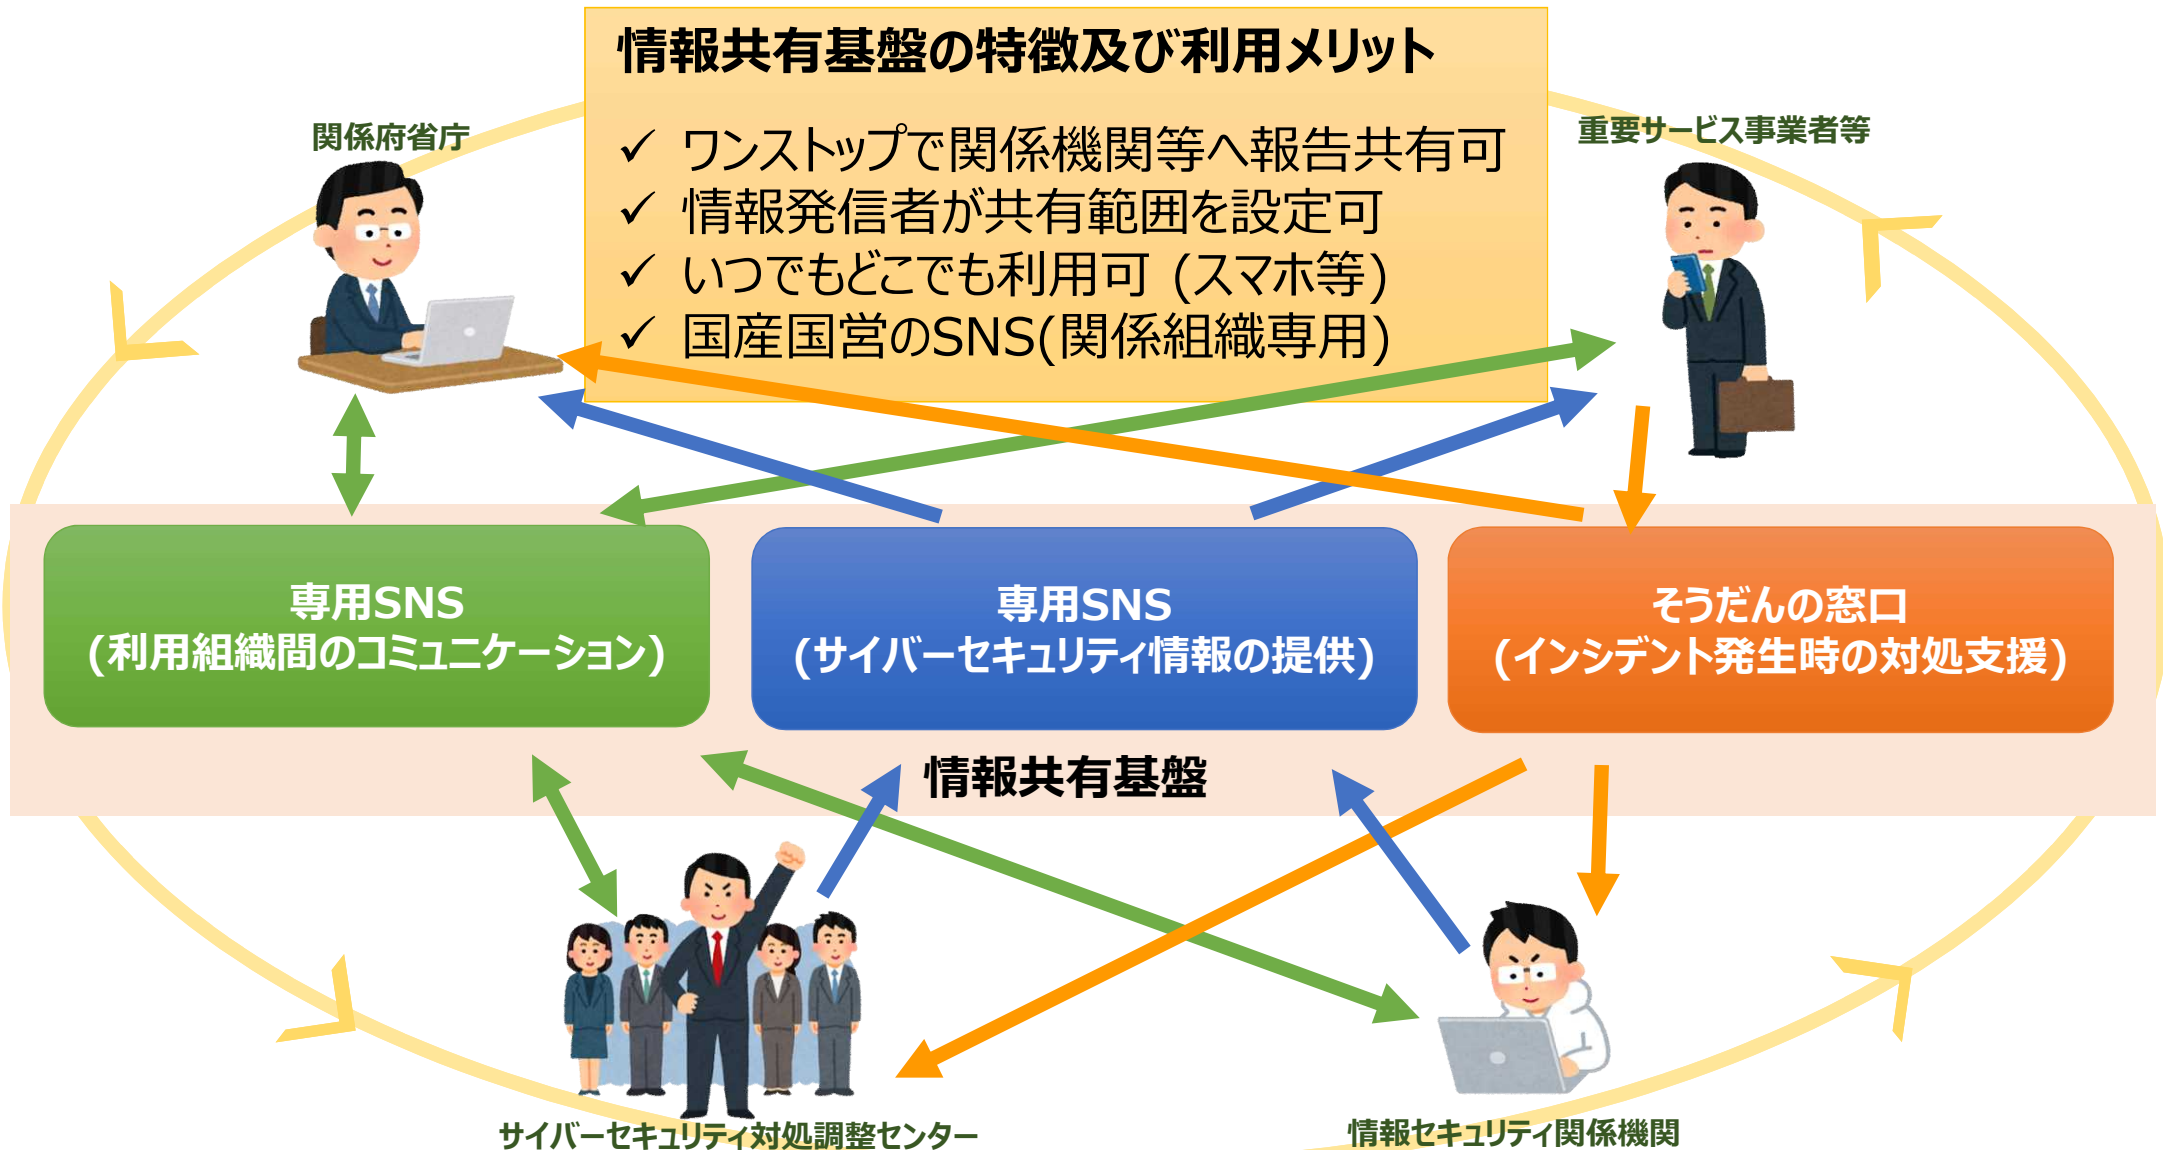 情報共有基盤の特徴及び利用メリット
✓ ワンストップで関係機関等へ報告共有可
✓ 情報発信者が共有範囲を設定可
✓ いつでもどこでも利用可 (スマホ等)
✓ 国産国営のSNS(関係組織専用)
関係府省庁
重要サービス事業者等
専用SNS
(利用組織間のコミュニケーション)
専用SNS
(サイバーセキュリティ情報の提供)
そうだんの窓口
(インシデント発生時の対処支援)
情報共有基盤
サイバーセキュリティ対処調整センター
情報セキュリティ関係機関